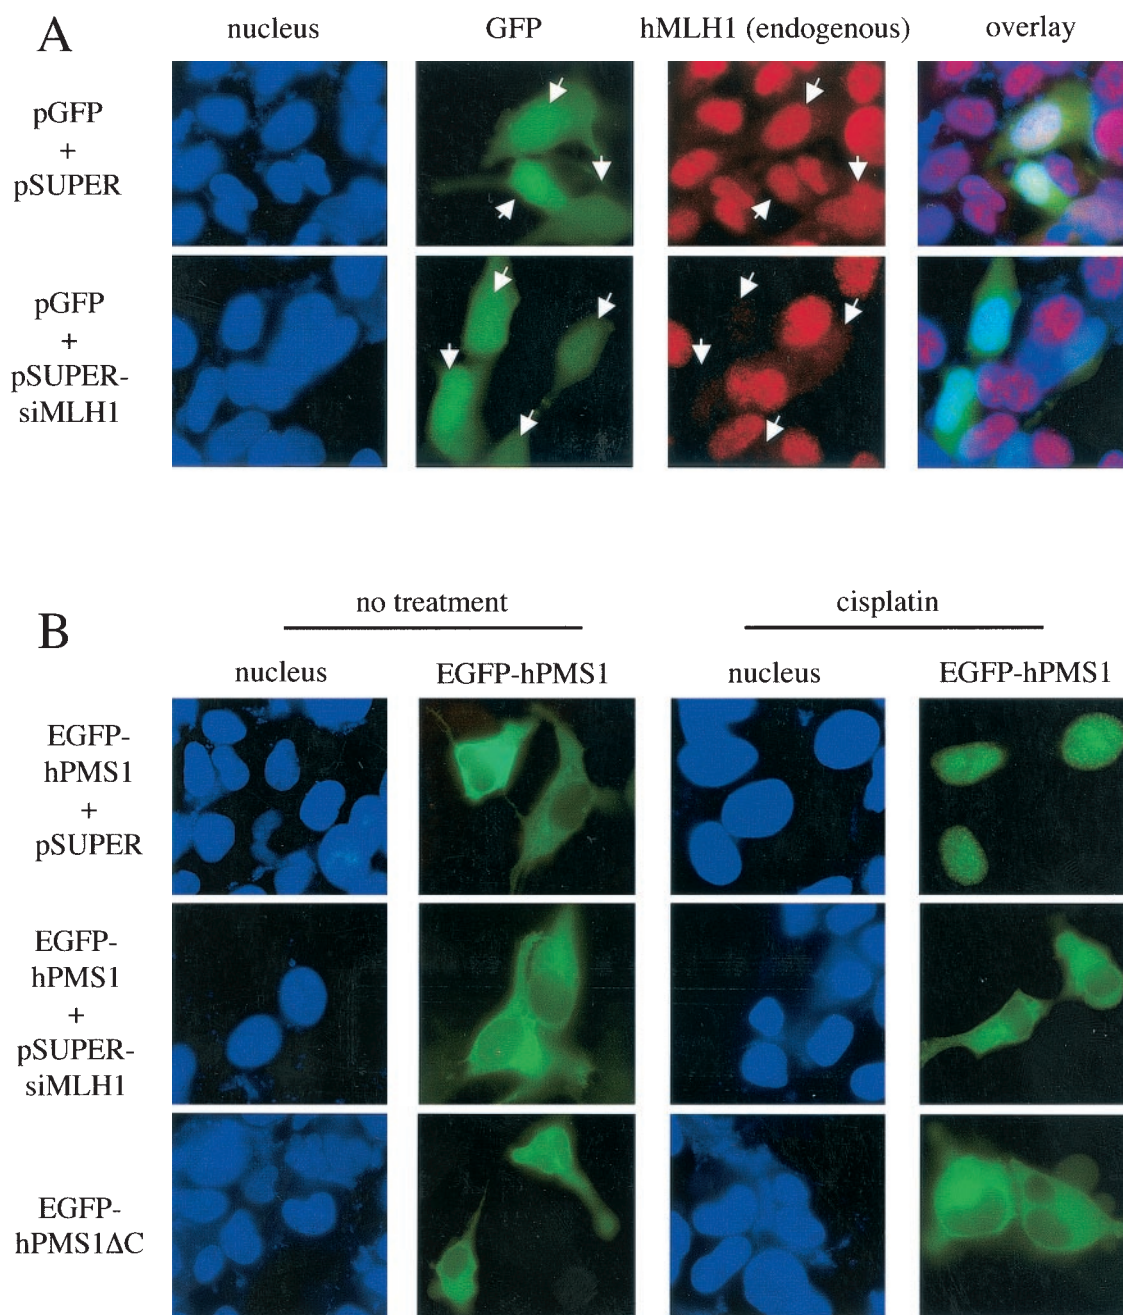 A
nucleus
GFP
hMLH1 (endogenous)
overlay
pGFP
+
pSUPER
pGFP
+
pSUPER-
siMLH1
B
no treatment
cisplatin
nucleus
EGFP-hPMS1
nucleus
EGFP-hPMS1
EGFP-
hPMS1
+
pSUPER
EGFP-
hPMS1
+
pSUPER-
siMLH1
EGFP-
hPMS1ΔC